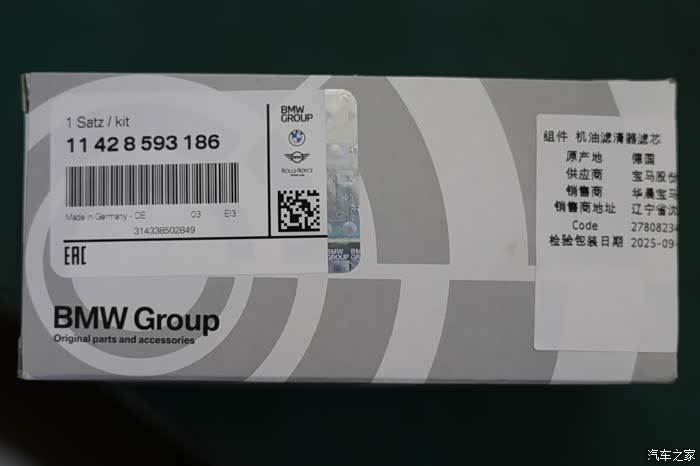 1 Satz / kit
11 42 8 593 186
Made in Germany - DE 03 EI3
314338502849
EAC
BMW
GROUP
ROLLS-ROYCE
BMW
GROUP
BMW Group
Original parts and accessories
组件 机油滤清器滤芯
原产地 德国
供应商 宝马股份
销售商 华晨宝马
销售商地址 辽宁省沈
Code 2780823
检验包装日期 2025-09-
汽车之家